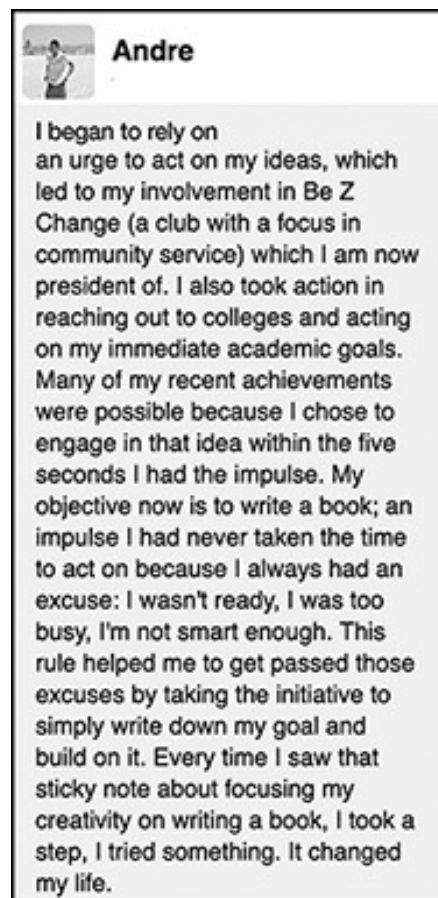 Andre
I began to rely on
an urge to act on my ideas, which
led to my involvement in Be Z
Change (a club with a focus in
community service) which I am now
president of. I also took action in
reaching out to colleges and acting
on my immediate academic goals.
Many of my recent achievements
were possible because I chose to
engage in that idea within the five
seconds I had the impulse. My
objective now is to write a book; an
impulse I had never taken the time
to act on because I always had an
excuse: I wasn't ready, I was too
busy, I'm not smart enough. This
rule helped me to get passed those
excuses by taking the initiative to
simply write down my goal and
build on it. Every time I saw that
sticky note about focusing my
creativity on writing a book, I took a
step, I tried something. It changed
my life.